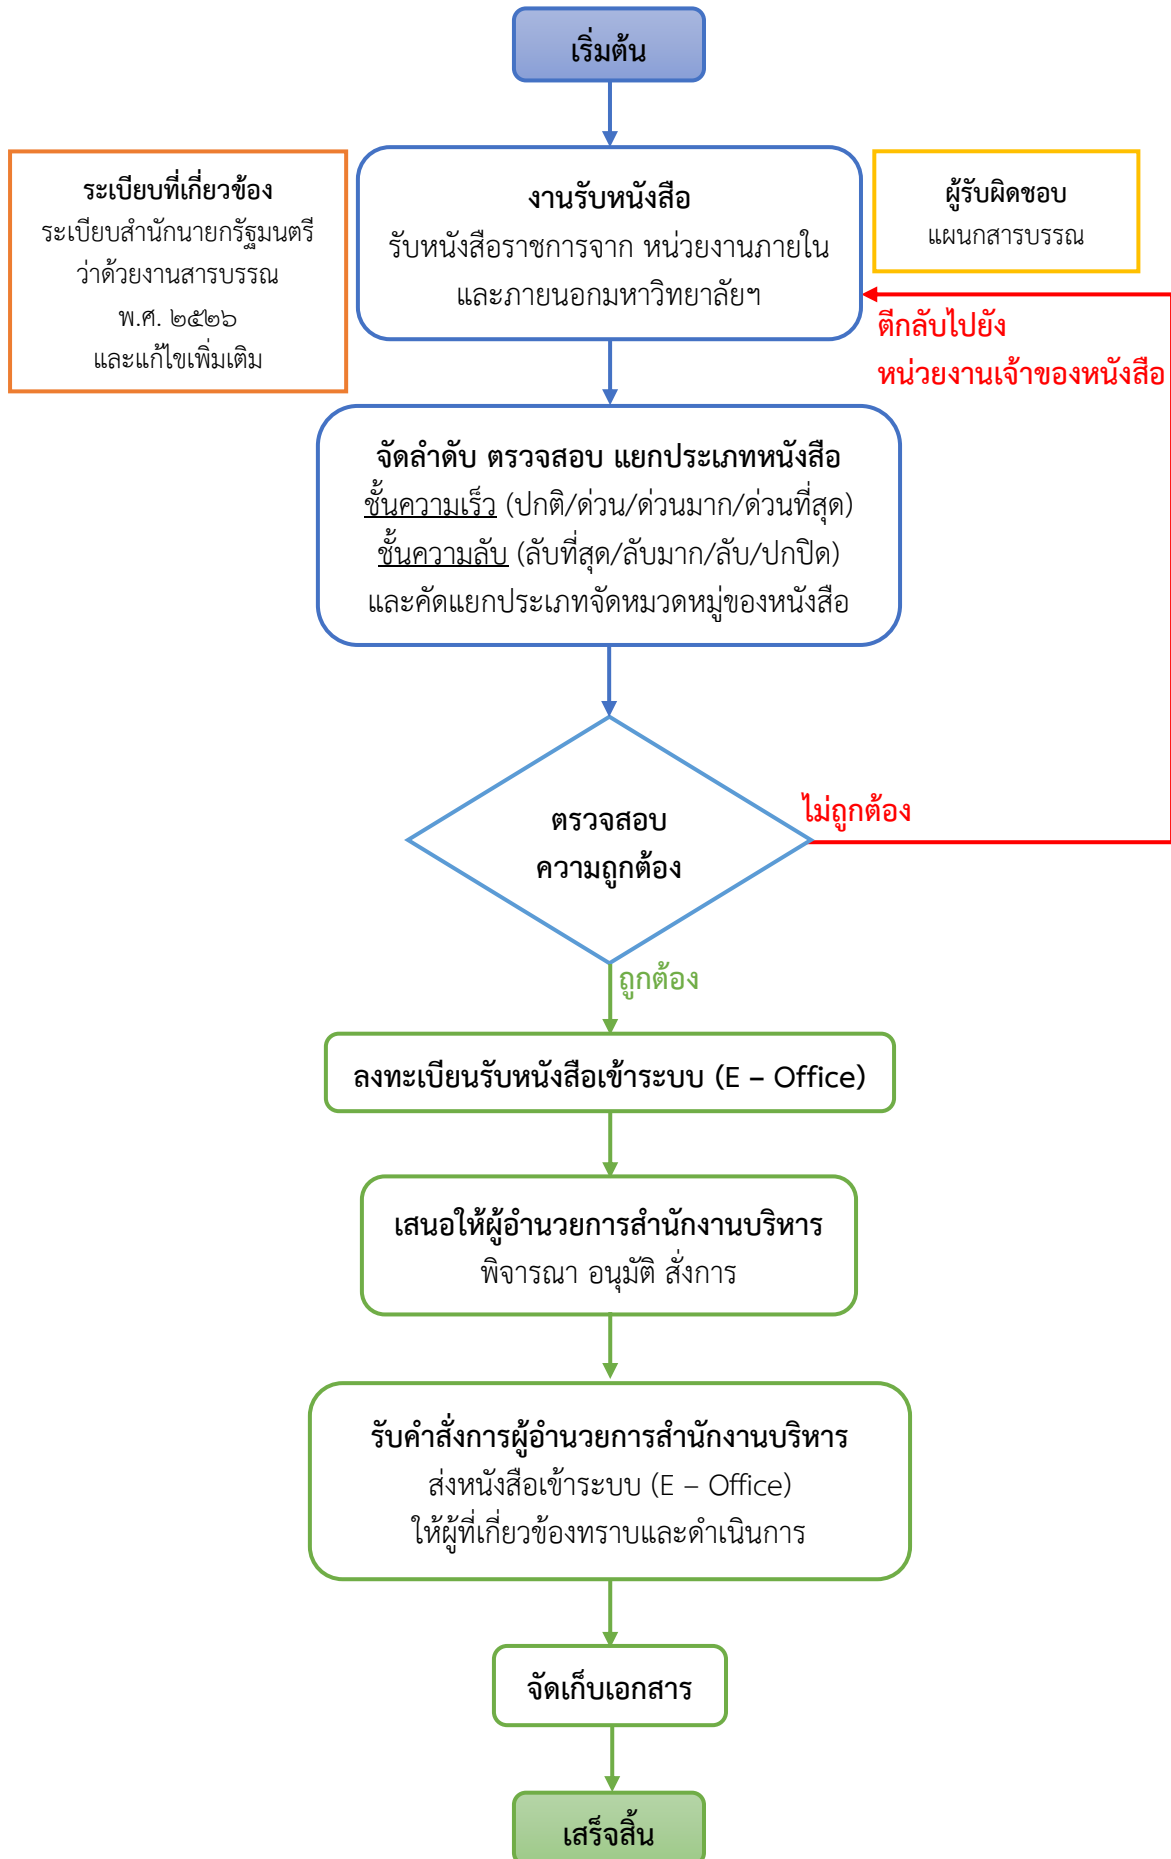 เริ่มต้น
ระเบียบที่เกี่ยวข้อง
ระเบียบสำนักนายกรัฐมนตรี
ว่าด้วยงานสารบรรณ
พ.ศ. ๒๕๒๖
และแก้ไขเพิ่มเติม
งานรับหนังสือ
รับหนังสือราชการจาก หน่วยงานภายใน
และภายนอกมหาวิทยาลัยฯ
ผู้รับผิดชอบ
แผนกสารบรรณ
ตีกลับไปยัง
หน่วยงานเจ้าของหนังสือ
จัดลำดับ ตรวจสอบ แยกประเภทหนังสือ
ชั้นความเร็ว (ปกติ/ด่วน/ด่วนมาก/ด่วนที่สุด)
ชั้นความลับ (ลับที่สุด/ลับมาก/ลับ/ปกปิด)
และคัดแยกประเภทจัดหมวดหมู่ของหนังสือ
ตรวจสอบ
ความถูกต้อง
ไม่ถูกต้อง
ถูกต้อง
ลงทะเบียนรับหนังสือเข้าระบบ (E – Office)
เสนอให้ผู้อำนวยการสำนักงานบริหาร
พิจารณา อนุมัติ สั่งการ
รับคำสั่งการผู้อำนวยการสำนักงานบริหาร
ส่งหนังสือเข้าระบบ (E – Office)
ให้ผู้ที่เกี่ยวข้องทราบและดำเนินการ
จัดเก็บเอกสาร
เสร็จสิ้น